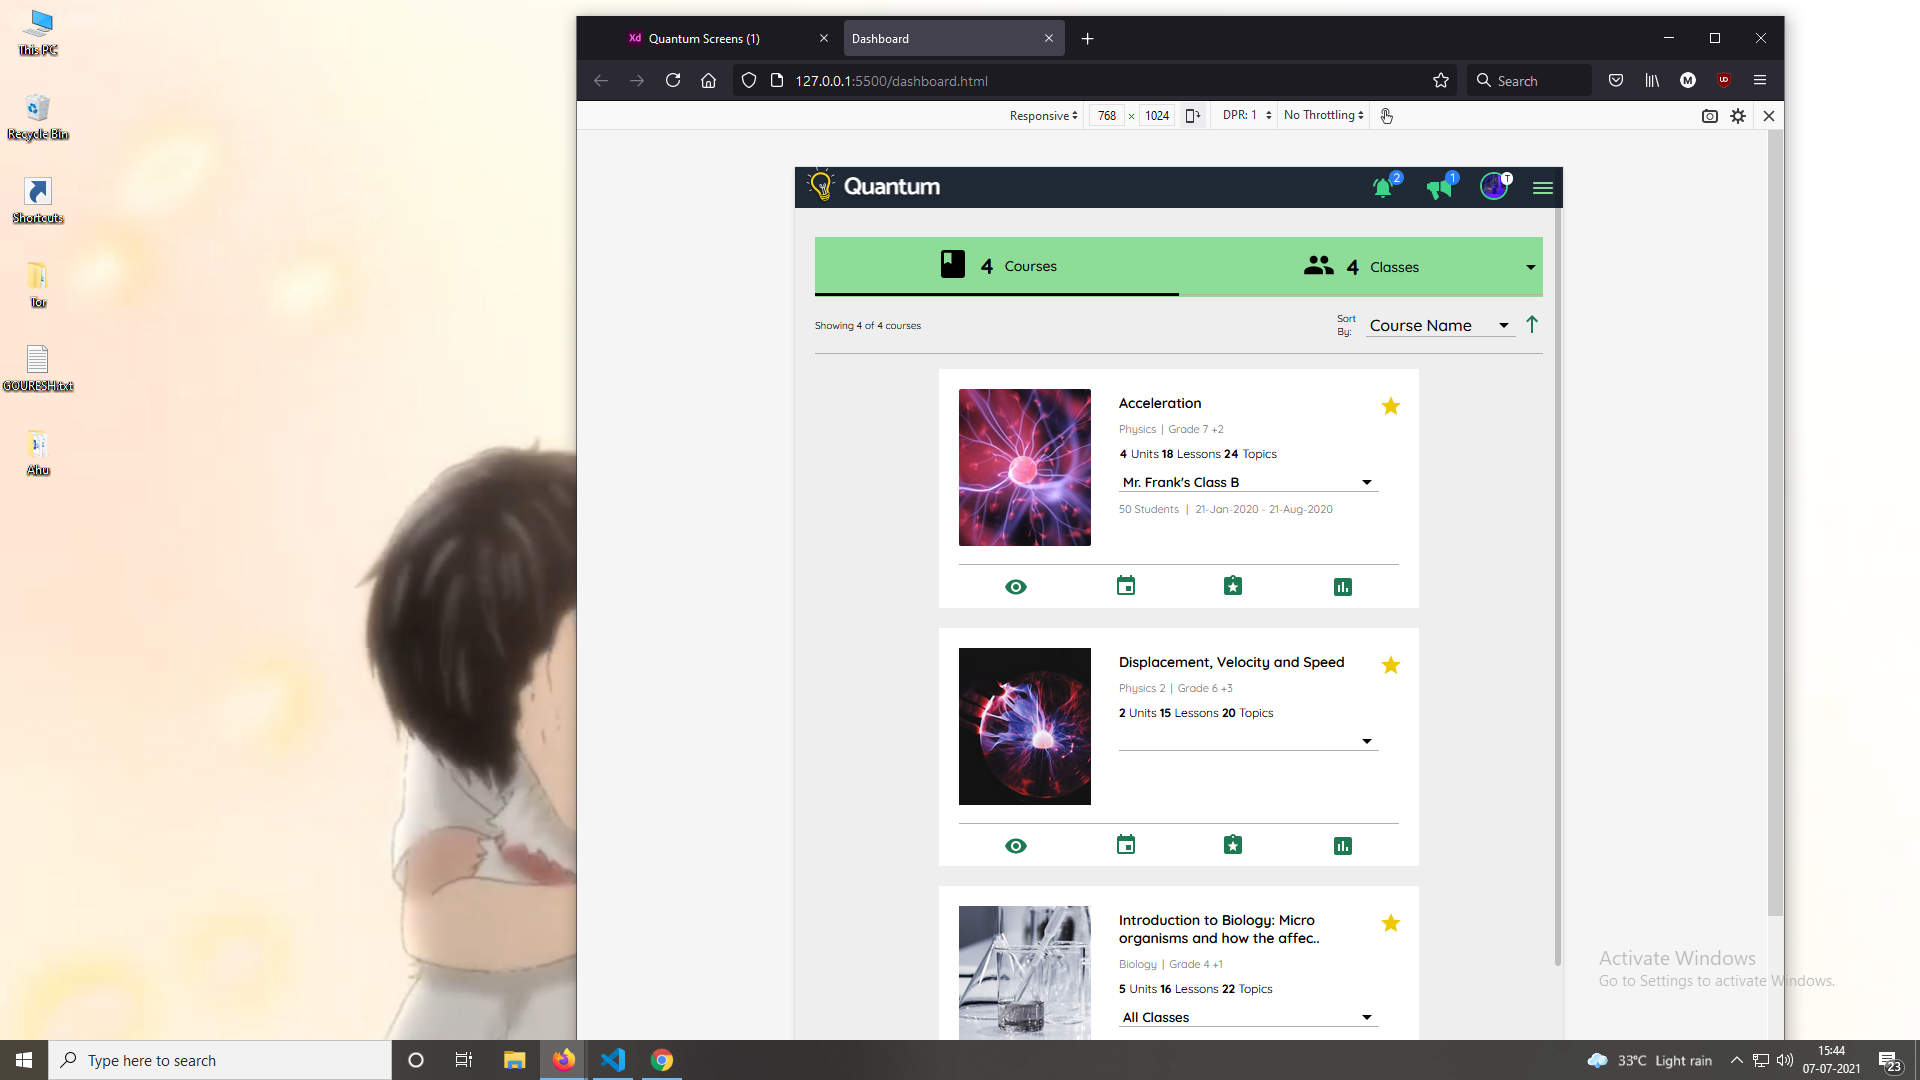 This PC
Recycle Bin
Shortcuts
Tor
GOURESH.txt
Ahu
Xd Quantum Screens (1)
Dashboard
127.0.0.1:5500/dashboard.html
Search
M
Responsive
768 × 1024
DPR: 1
No Throttling
Quantum
2
1
T
4 Courses
4 Classes
Showing 4 of 4 courses
Sort
By:
Course Name
Acceleration
Physics | Grade 7 +2
4 Units 18 Lessons 24 Topics
Mr. Frank's Class B
50 Students | 21-Jan-2020 - 21-Aug-2020
Displacement, Velocity and Speed
Physics 2 | Grade 6 +3
2 Units 15 Lessons 20 Topics
Introduction to Biology: Micro
organisms and how the affec..
Biology | Grade 4 +1
5 Units 16 Lessons 22 Topics
All Classes
Activate Windows
Go to Settings to activate Windows.
Type here to search
33°C Light rain
15:44
07-07-2021
23